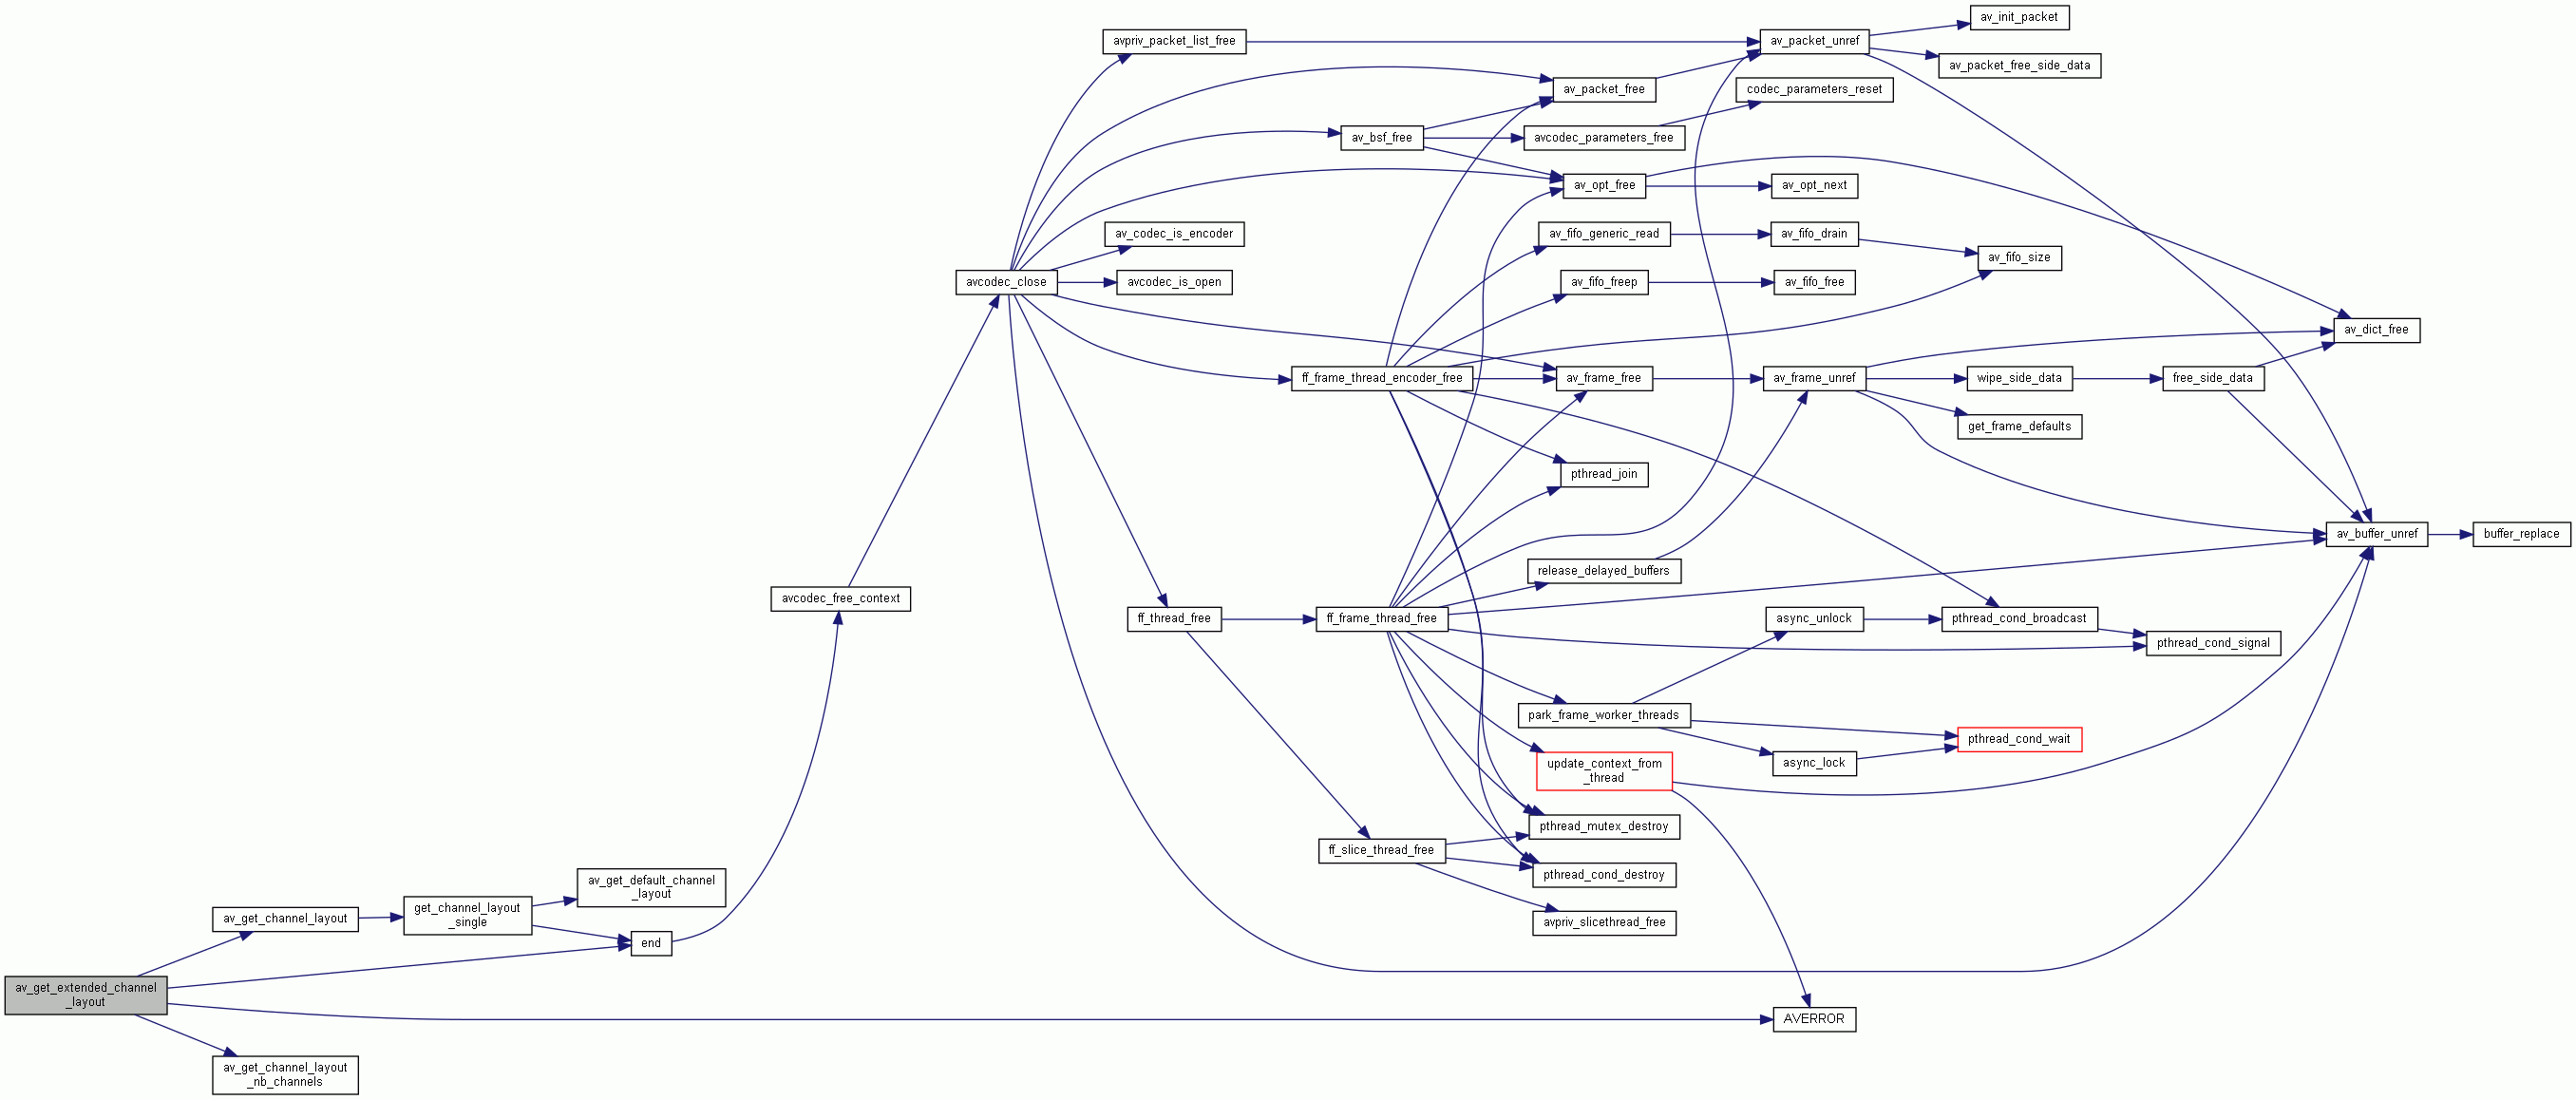 av_init_packet
avpriv_packet_list_free
av_packet_unref
av_packet_free_side_data
av_packet_free
codec_parameters_reset
av_bsf_free
avcodec_parameters_free
av_opt_free
av_opt_next
av_codec_is_encoder
av_fifo_generic_read
av_fifo_drain
av_fifo_size
avcodec_close
avcodec_is_open
av_fifo_freep
av_fifo_free
av_dict_free
ff_frame_thread_encoder_free
av_frame_free
av_frame_unref
wipe_side_data
free_side_data
get_frame_defaults
pthread_join
av_buffer_unref
buffer_replace
release_delayed_buffers
avcodec_free_context
ff_thread_free
ff_frame_thread_free
async_unlock
pthread_cond_broadcast
pthread_cond_signal
park_frame_worker_threads
pthread_cond_wait
update_context_from
_thread
async_lock
pthread_mutex_destroy
ff_slice_thread_free
pthread_cond_destroy
av_get_default_channel
_layout
av_get_channel_layout
get_channel_layout
_single
avpriv_slicethread_free
end
av_get_extended_channel
_layout
AVERROR
av_get_channel_layout
_nb_channels